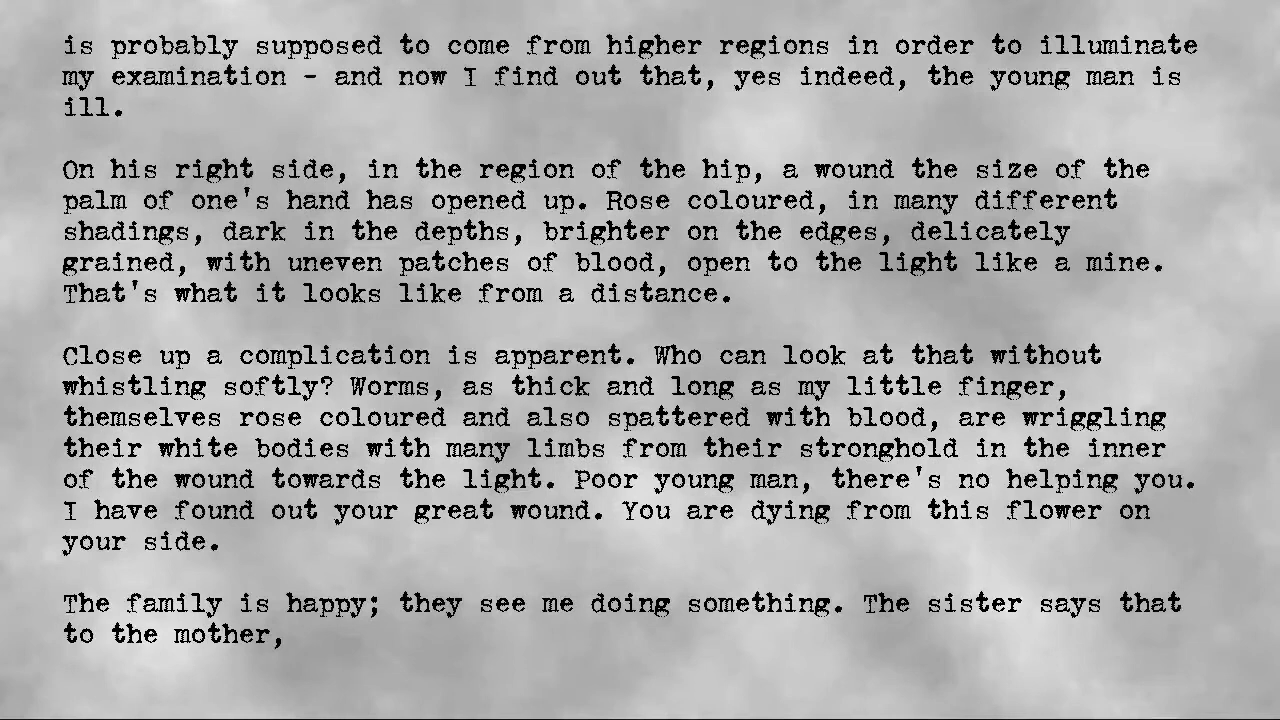 is probably supposed to come from higher regions in order to illuminate
my examination - and now I find out that, yes indeed, the young man is
ill.
On his right side, in the region of the hip, a wound the size of the
palm of one's hand has opened up. Rose coloured, in many different
shadings, dark in the depths, brighter on the edges, delicately
grained, with uneven patches of blood, open to the light like a mine.
That's what it looks like from a distance.
Close up a complication is apparent. Who can look at that without
whistling softly? Worms, as thick and long as my little finger,
themselves rose coloured and also spattered with blood, are wriggling
their white bodies with many limbs from their stronghold in the inner
of the wound towards the light. Poor young man, there's no helping you.
I have found out your great wound. You are dying from this flower on
your side.
The family is happy; they see me doing something. The sister says that
to the mother,